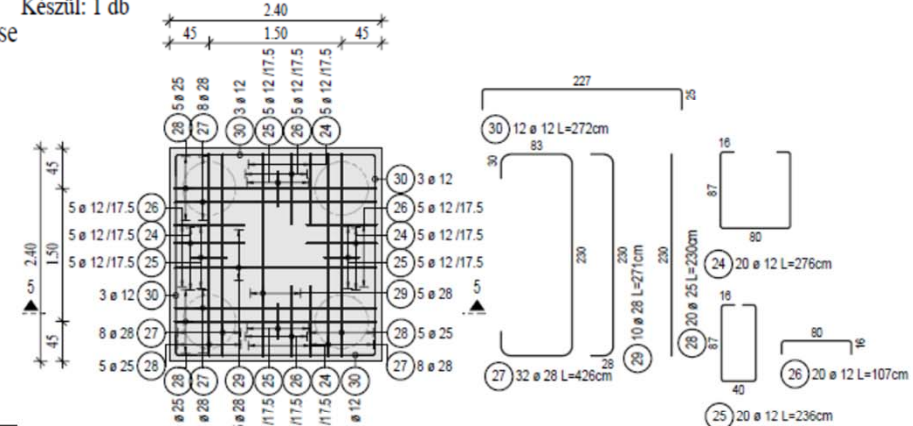 Készül: 1 db
se
2.40
45 1.50 45
5 ø 25
8 ø 28
3 ø 12
5 ø 12 /17.5
5 ø 12 /17.5
5 ø 12 /17.5
28 27 30 25 26 24
2.40
45
1.50
45
5
5 ø 12 /17.5 26
5 ø 12 /17.5 24
5 ø 12 /17.5 25
3 ø 12 30
8 ø 28 27
5 ø 25 28
30 3 ø 12
26 5 ø 12 /17.5
24 5 ø 12 /17.5
25 5 ø 12 /17.5
29 5 ø 28
28 5 ø 25
27 8 ø 28
5
28 27 29 25 26 24 30
ø 25
ø 28
ø 28
/17.5
/17.5
/17.5
ø 12
227
25
30 12 ø 12 L=272cm
83
30
230
27 32 ø 28 L=426cm
230
28
29 10 ø 28 L=271cm
230
28 20 ø 25 L=230cm
16
87
80
24 20 ø 12 L=276cm
16
87
40
25 20 ø 12 L=236cm
80
16
26 20 ø 12 L=107cm